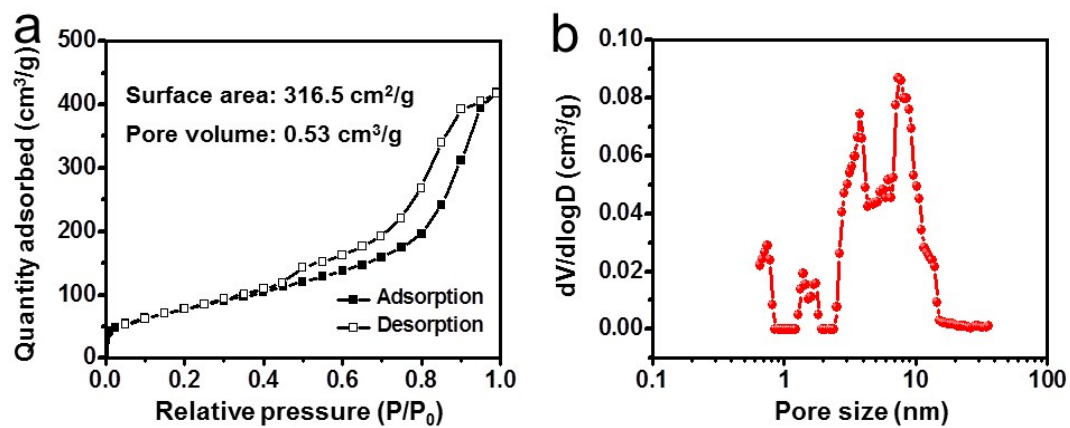 a
500
400
300
200
100
0
Quantity adsorbed (cm³/g)
Surface area: 316.5 cm²/g
Pore volume: 0.53 cm³/g
Adsorption
Desorption
0.0 0.2 0.4 0.6 0.8 1.0
Relative pressure (P/P₀)
b
0.10
0.08
0.06
0.04
0.02
0.00
dV/dlogD (cm³/g)
0.1 1 10 100
Pore size (nm)